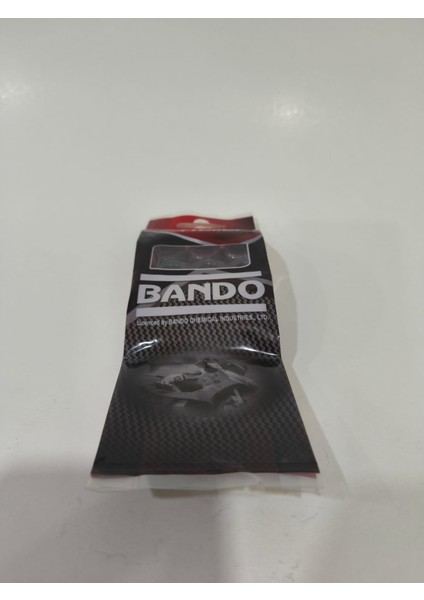 BANDO
Licensed by BANDO CHEMICAL INDUSTRIES, LTD.